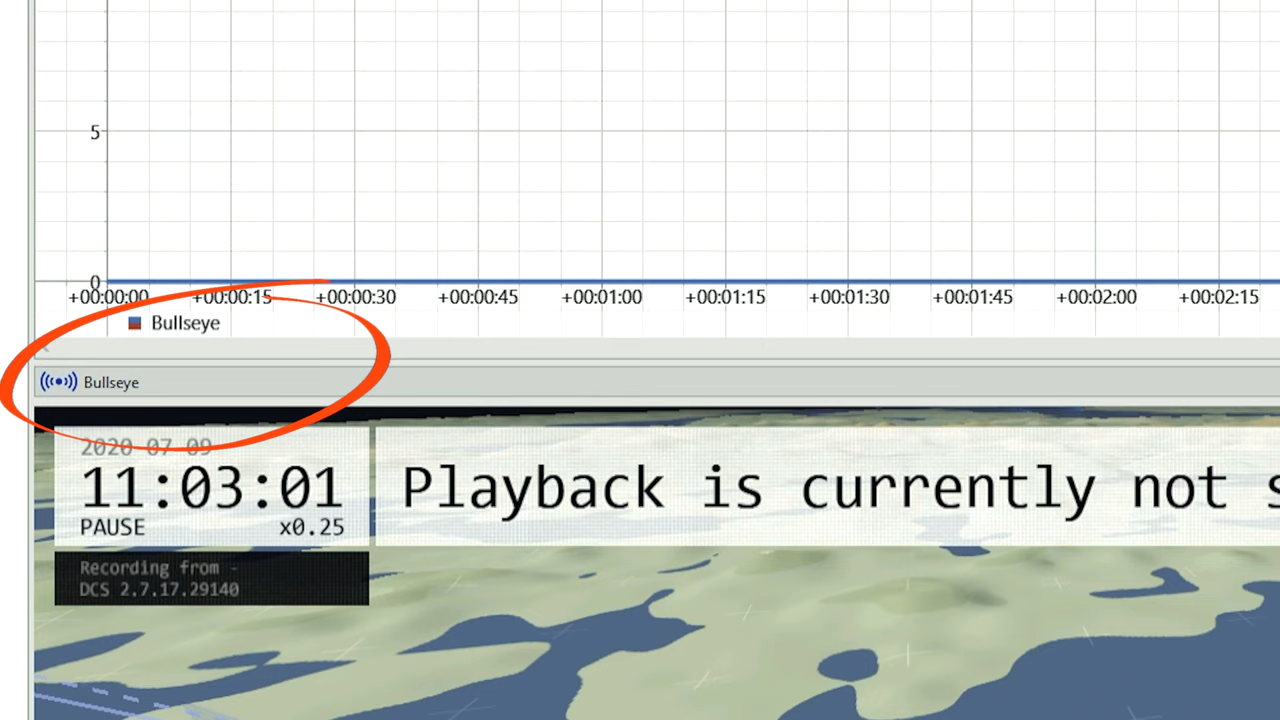 5
0
+00:00:00 +00:00:15 +00:00:30 +00:00:45 +00:01:00 +00:01:15 +00:01:30 +00:01:45 +00:02:00 +00:02:15
Bullseye
Bullseye
2020-07-09
11:03:01
PAUSE x0.25
Playback is currently not s
Recording from -
DCS 2.7.17.29140